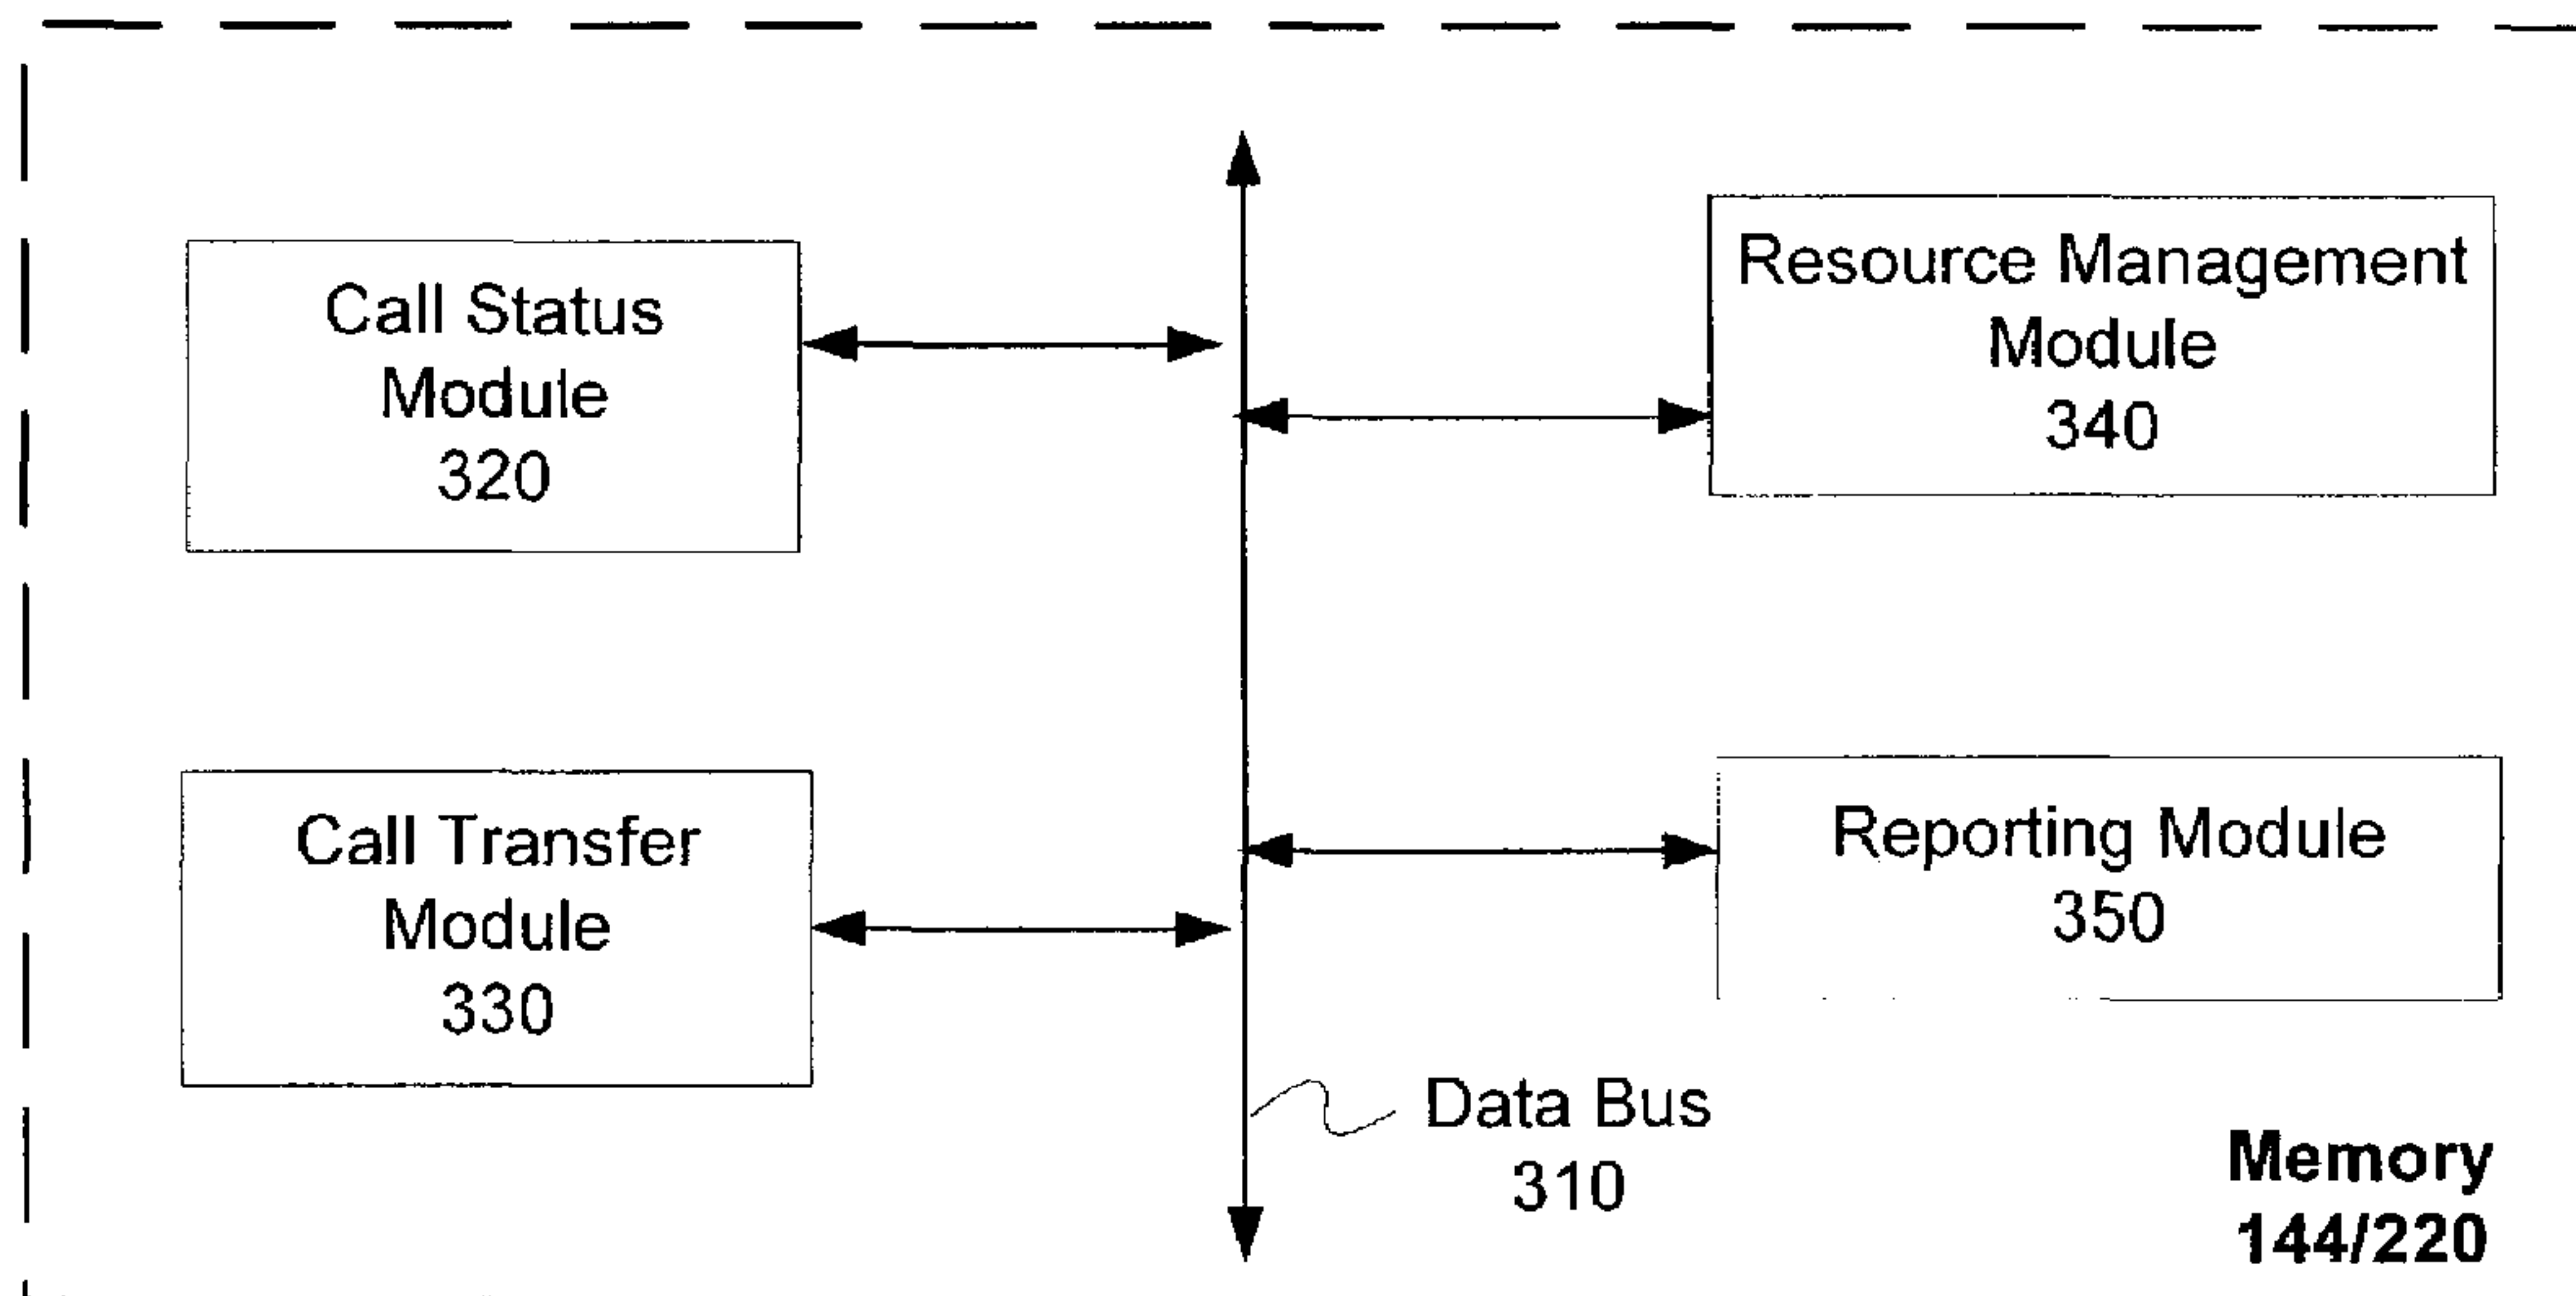 Call Status
Module
320
Resource Management
Module
340
Call Transfer
Module
330
Reporting Module
350
Data Bus
310
Memory
144/220